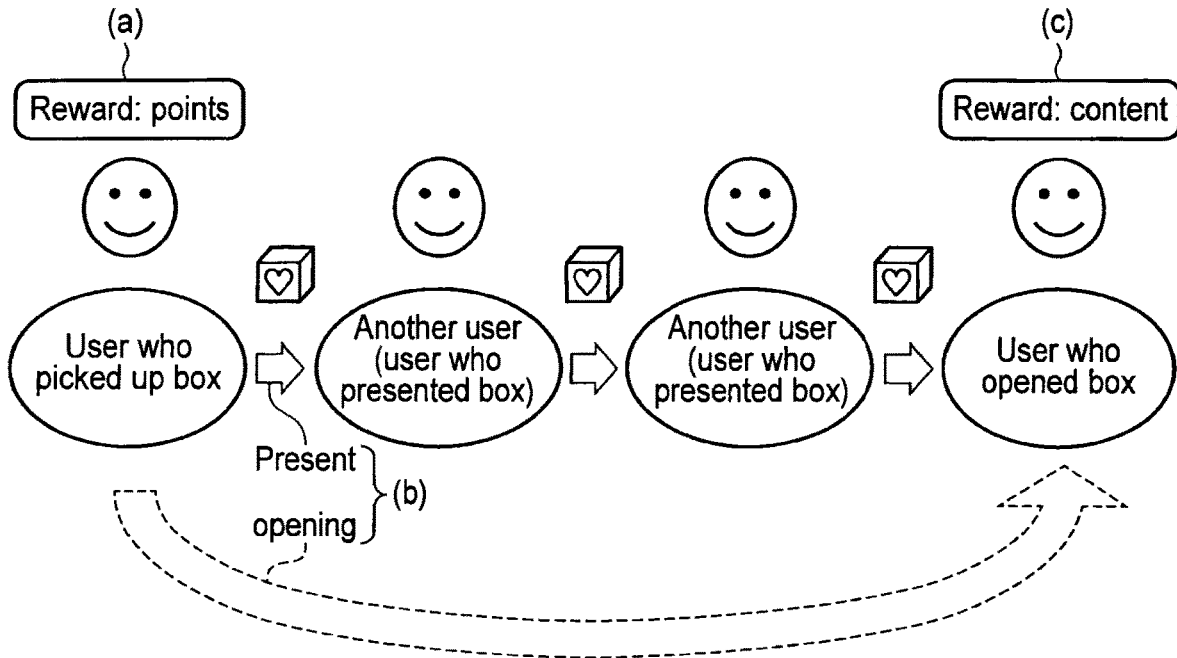 (a)
(c)
Reward: points
Reward: content
User who
picked up box
Another user
(user who
presented box)
Another user
(user who
presented box)
User who
opened box
Present
opening
(b)